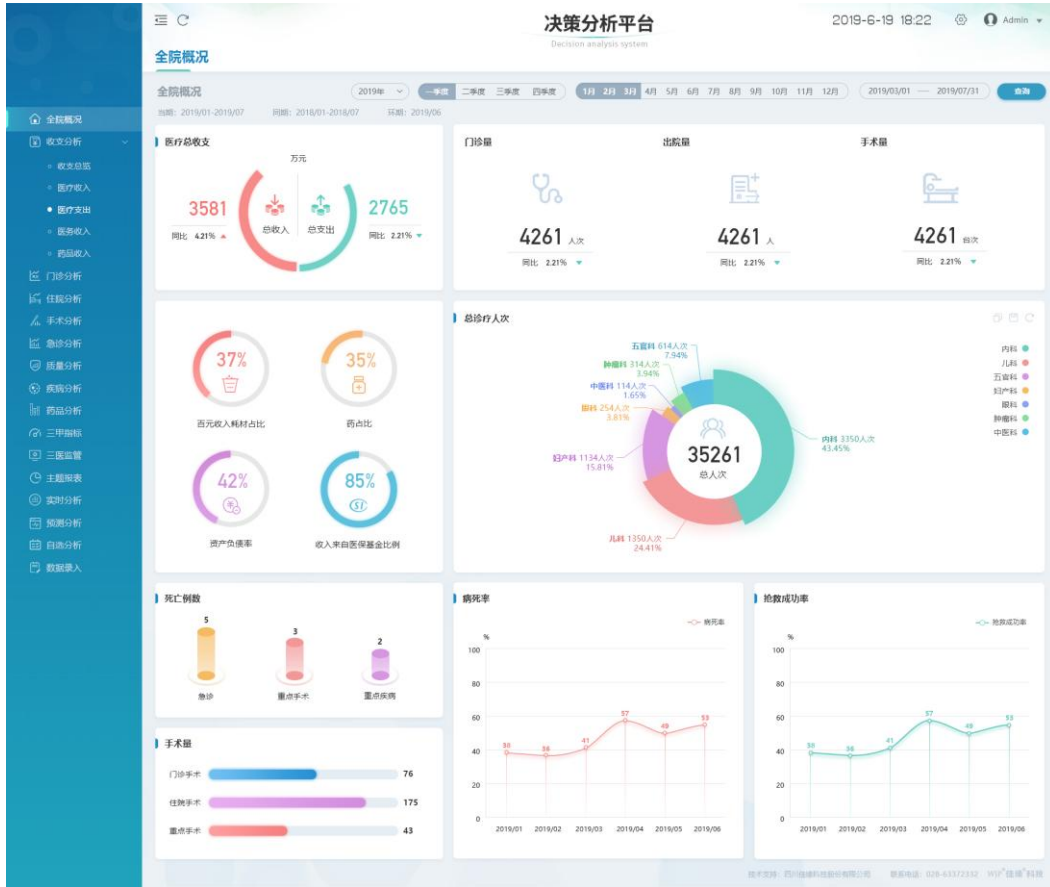 决策分析平台
Decision analysis system
2019-6-19 18:22
Admin
全院概况
全院概况
2019年
一季度 二季度 三季度 四季度
1月 2月 3月 4月 5月 6月 7月 8月 9月 10月 11月 12月
2019/03/01 — 2019/07/31
查询
当期：2019/01-2019/07 同期：2018/01-2018/07 环期：2019/06
全院概况
收支分析
收支总览
医疗收入
医疗支出
医务收入
药品收入
门诊分析
住院分析
手术分析
急诊分析
质量分析
疾病分析
药品分析
三甲指标
三医监管
主题报表
实时分析
预测分析
自助分析
数据录入
医疗总收支
万元
3581
同比 4.21%
总收入
总支出
2765
同比 2.21%
门诊量
4261 人次
同比 2.21%
出院量
4261 人
同比 2.21%
手术量
4261 台次
同比 2.21%
37%
百元收入耗材占比
35%
药占比
42%
资产负债率
85%
收入来自医保基金比例
总诊疗人次
五官科 614人次
7.94%
肿瘤科 314人次
3.94%
中医科 114人次
1.65%
眼科 254人次
3.81%
妇产科 1134人次
15.81%
儿科 1350人次
24.41%
内科 3350人次
43.45%
35261
总人次
内科
儿科
五官科
妇产科
眼科
肿瘤科
中医科
死亡例数
5
3
2
急诊
重点手术
重点疾病
手术量
门诊手术 76
住院手术 175
重点手术 43
病死率
病死率
%
100
80
60
40
20
0
50
38
41
57
49
53
2019/01 2019/02 2019/03 2019/04 2019/05 2019/06
抢救成功率
抢救成功率
%
100
80
60
40
20
0
50
38
41
57
49
53
2019/01 2019/02 2019/03 2019/04 2019/05 2019/06
联系电话：028-63372332